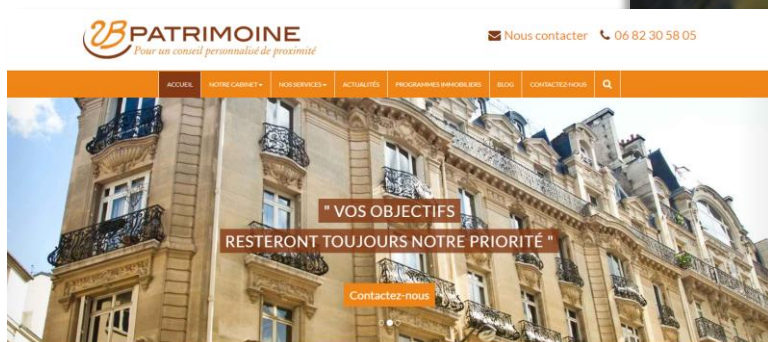 2B PATRIMOINE
Pour un conseil personnalisé de proximité
Nous contacter 06 82 30 58 05
ACCUEIL NOTRE CABINET NOS SERVICES ACTUALITÉS PROGRAMMES IMMOBILIERS BLOG CONTACTEZ-NOUS
" VOS OBJECTIFS
RESTERONT TOUJOURS NOTRE PRIORITÉ "
Contactez-nous